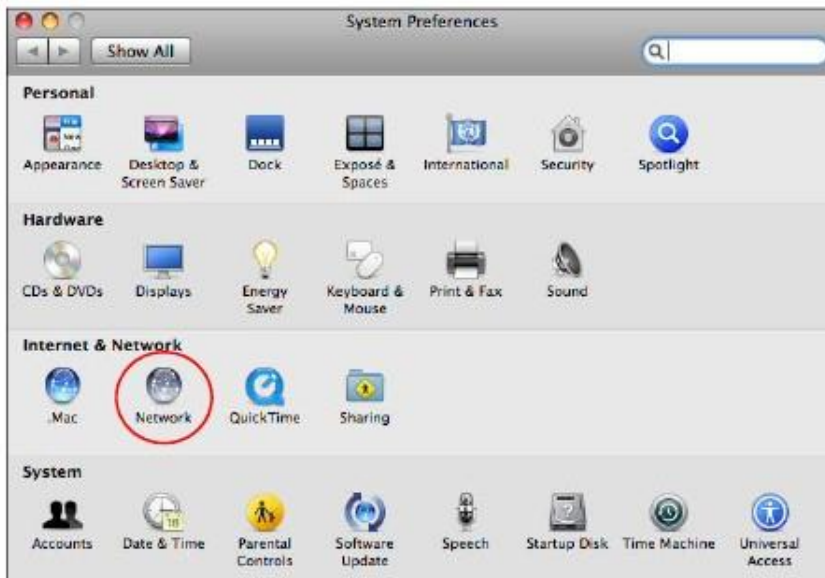 System Preferences
Show All
Personal
Appearance
Desktop &
Screen Saver
Dock
Exposé &
Spaces
International
Security
Spotlight
Hardware
CDs & DVDs
Displays
Energy
Saver
Keyboard &
Mouse
Print & Fax
Sound
Internet & Network
.Mac
Network
QuickTime
Sharing
System
Accounts
Date & Time
Parental
Controls
Software
Update
Speech
Startup Disk
Time Machine
Universal
Access